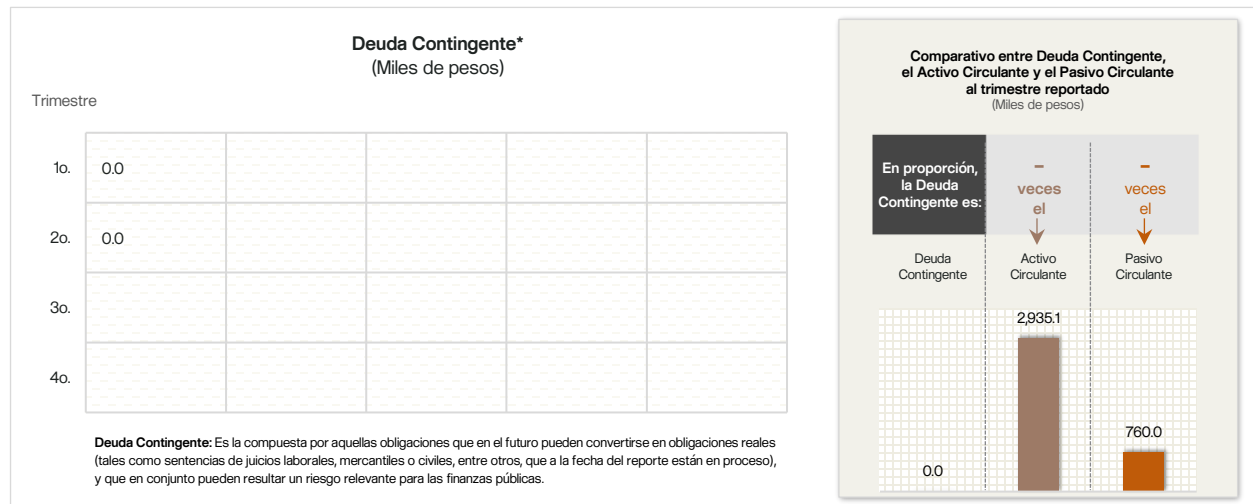 Deuda Contingente*
(Miles de pesos)
Trimestre
1o. 0.0
2o. 0.0
3o.
4o.
Deuda Contingente: Es la compuesta por aquellas obligaciones que en el futuro pueden convertirse en obligaciones reales
(tales como sentencias de juicios laborales, mercantiles o civiles, entre otros, que a la fecha del reporte están en proceso),
y que en conjunto pueden resultar un riesgo relevante para las finanzas públicas.
Comparativo entre Deuda Contingente,
el Activo Circulante y el Pasivo Circulante
al trimestre reportado
(Miles de pesos)
En proporción,
la Deuda
Contingente es:
–
veces
el
–
veces
el
Deuda
Contingente
Activo
Circulante
Pasivo
Circulante
2,935.1
760.0
0.0